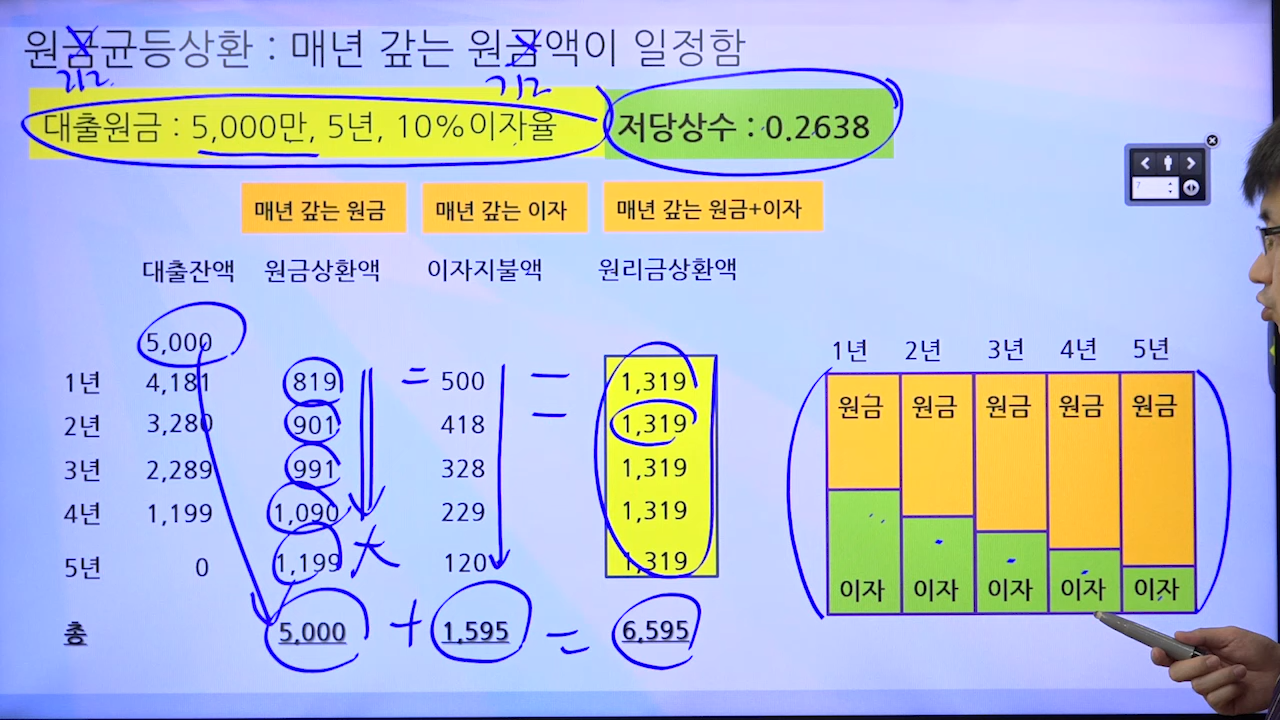 원금균등상환 : 매년 갚는 원금액이 일정함
기리 기리
대출원금 : 5,000만, 5년, 10%이자율 저당상수 : 0.2638
매년 갚는 원금 매년 갚는 이자 매년 갚는 원금+이자
대출잔액 원금상환액 이자지불액 원리금상환액
5,000
1년 4,181 819 = 500 = 1,319
2년 3,280 901 418 1,319
3년 2,289 991 328 1,319
4년 1,199 1,090 229 1,319
5년 0 1,199 120 1,319
총 5,000 + 1,595 = 6,595
1년 2년 3년 4년 5년
원금 원금 원금 원금 원금
이자 이자 이자 이자 이자
7